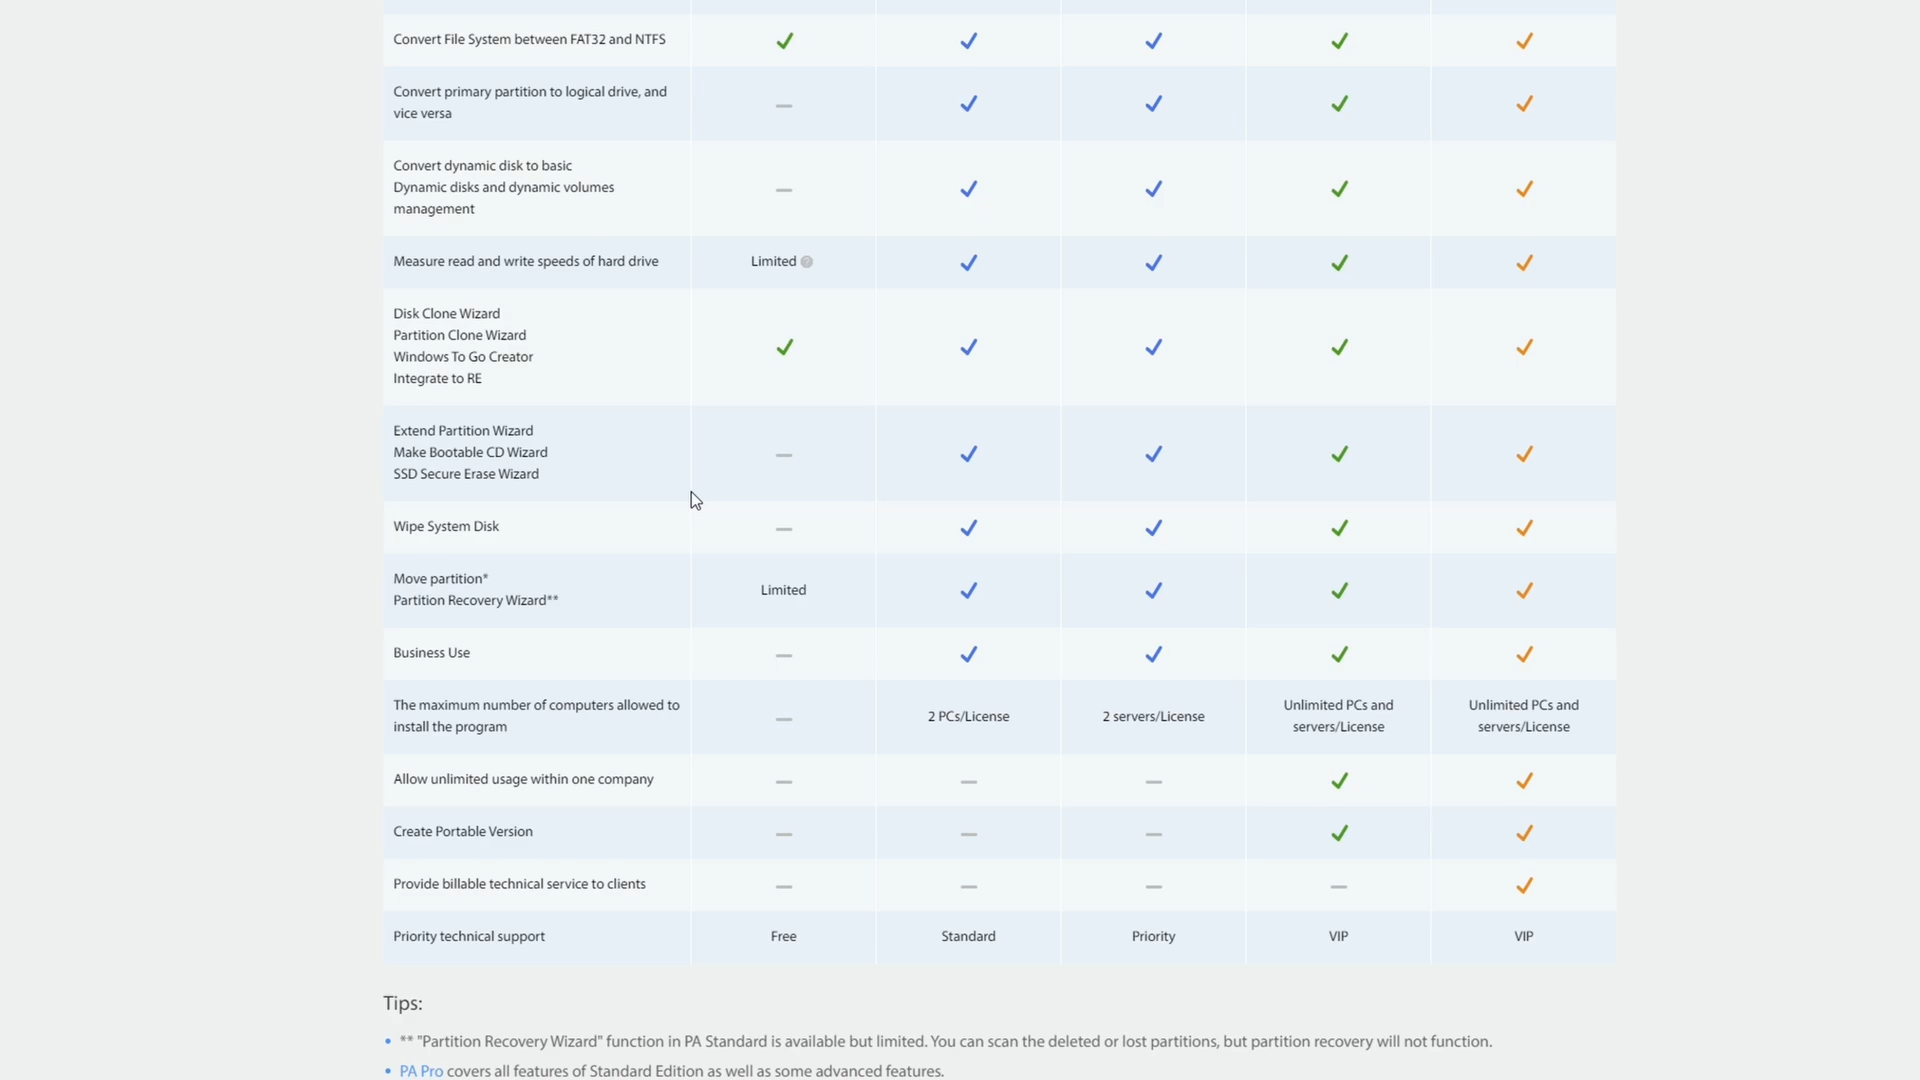 Convert File System between FAT32 and NTFS
Convert primary partition to logical drive, and
vice versa
Convert dynamic disk to basic
Dynamic disks and dynamic volumes
management
Measure read and write speeds of hard drive
Limited
Disk Clone Wizard
Partition Clone Wizard
Windows To Go Creator
Integrate to RE
Extend Partition Wizard
Make Bootable CD Wizard
SSD Secure Erase Wizard
Wipe System Disk
Move partition*
Partition Recovery Wizard**
Limited
Business Use
The maximum number of computers allowed to
install the program
2 PCs/License
2 servers/License
Unlimited PCs and
servers/License
Unlimited PCs and
servers/License
Allow unlimited usage within one company
Create Portable Version
Provide billable technical service to clients
Priority technical support
Free
Standard
Priority
VIP
VIP
Tips:
** "Partition Recovery Wizard" function in PA Standard is available but limited. You can scan the deleted or lost partitions, but partition recovery will not function.
PA Pro covers all features of Standard Edition as well as some advanced features.